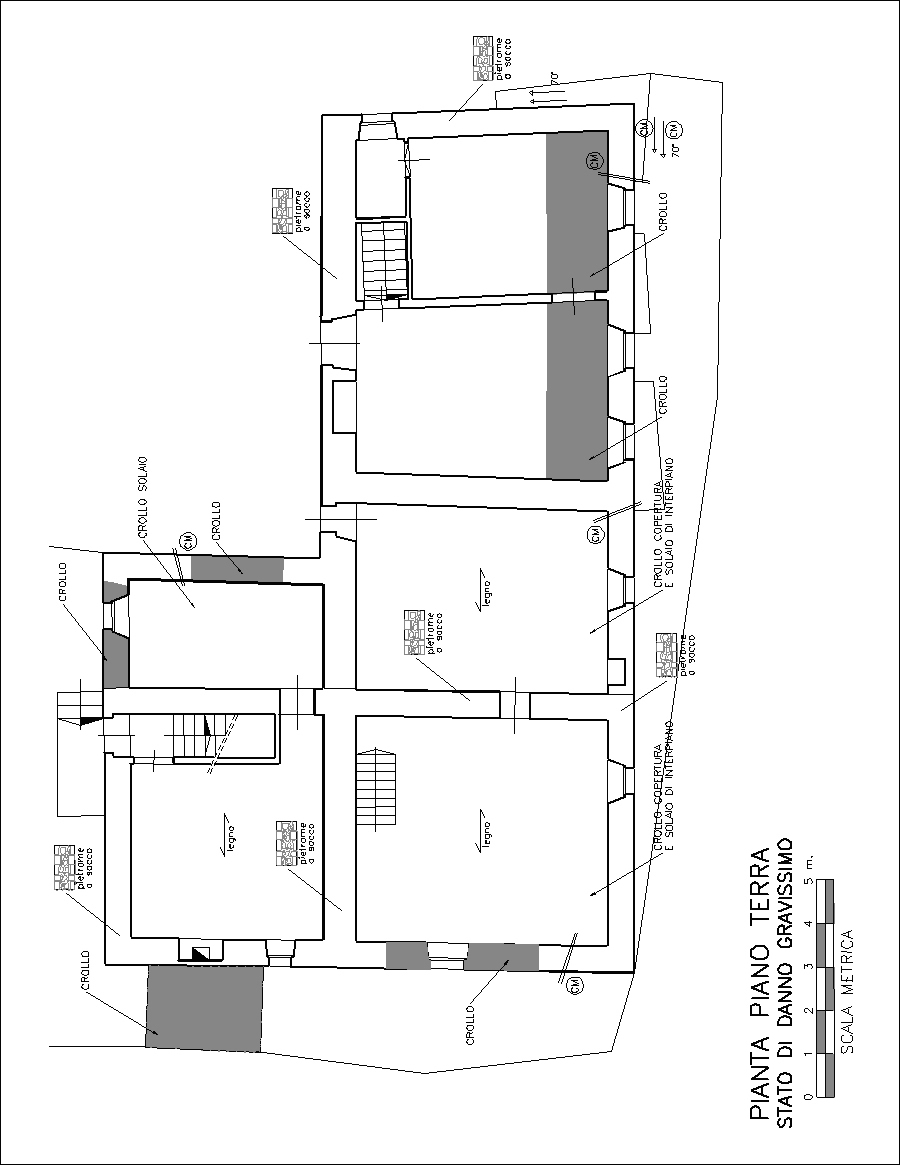 pietrame
a sacco
70°
CM
CM
70°
pietrame
a sacco
CM
CROLLO
CROLLO
CROLLO SOLAIO
CROLLO
CM
CROLLO
CROLLO COPERTURA
E SOLAIO DI INTERPIANO
CM
legno
pietrame
a sacco
pietrame
a sacco
CROLLO COPERTURA
E SOLAIO DI INTERPIANO
legno
legno
pietrame
a sacco
pietrame
a sacco
CROLLO
CROLLO
CM
PIANTA PIANO TERRA
STATO DI DANNO GRAVISSIMO
0 1 2 3 4 5 m.
SCALA METRICA